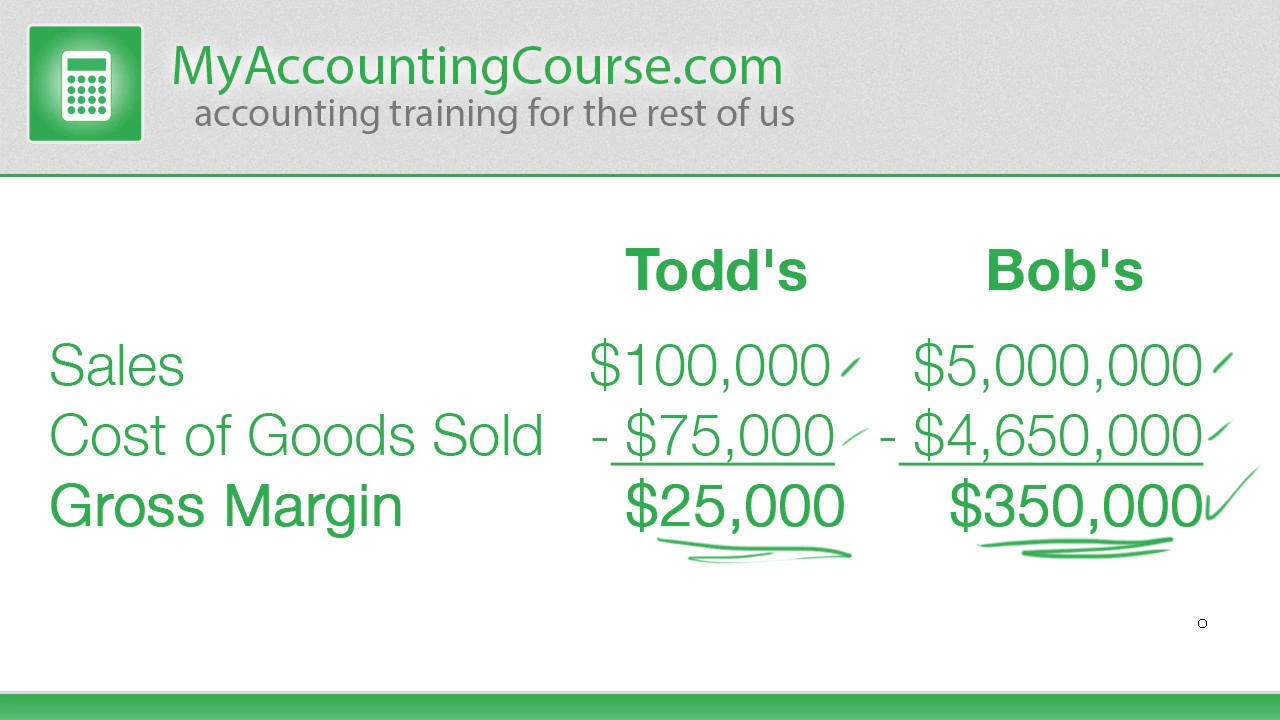 MyAccountingCourse.com
accounting training for the rest of us
Todd's Bob's
Sales $100,000 $5,000,000
Cost of Goods Sold - $75,000 - $4,650,000
Gross Margin $25,000 $350,000